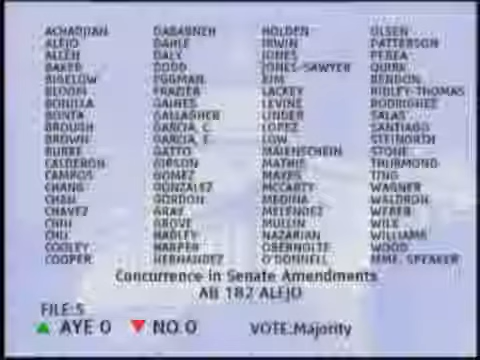 ACHADJIAN DABABNEH HOLDEN OLSEN
ALEJO DAHLE IRWIN PATTERSON
ALLEN DALY JONES PEREA
BAKER DODD JONES-SAWYER QUIRK
BIGELOW EGGMAN KIM RENDON
BLOOM FRAZIER LACKEY RIDLEY-THOMAS
BONILLA GAINES LEVINE RODRIGUEZ
BONTA GALLAGHER LINDER SALAS
BROUGH GARCIA, C. LOPEZ SANTIAGO
BROWN GARCIA, E. LOW STEINORTH
BURKE GATTO MAIENSCHEIN STONE
CALDERON GIPSON MATHIS THURMOND
CAMPOS GOMEZ MAYES TING
CHANG GONZALEZ MCCARTY WAGNER
CHAU GORDON MEDINA WALDRON
CHAVEZ GRAY MELENDEZ WEBER
CHIU GROVE MULLIN WILK
CHU HADLEY NAZARIAN WILLIAMS
COOLEY HARPER OBERNOLTE WOOD
COOPER HERNANDEZ O'DONNELL MME. SPEAKER
Concurrence in Senate Amendments
AB 182 ALEJO
FILE:5
AYE 0 NO 0 VOTE:Majority